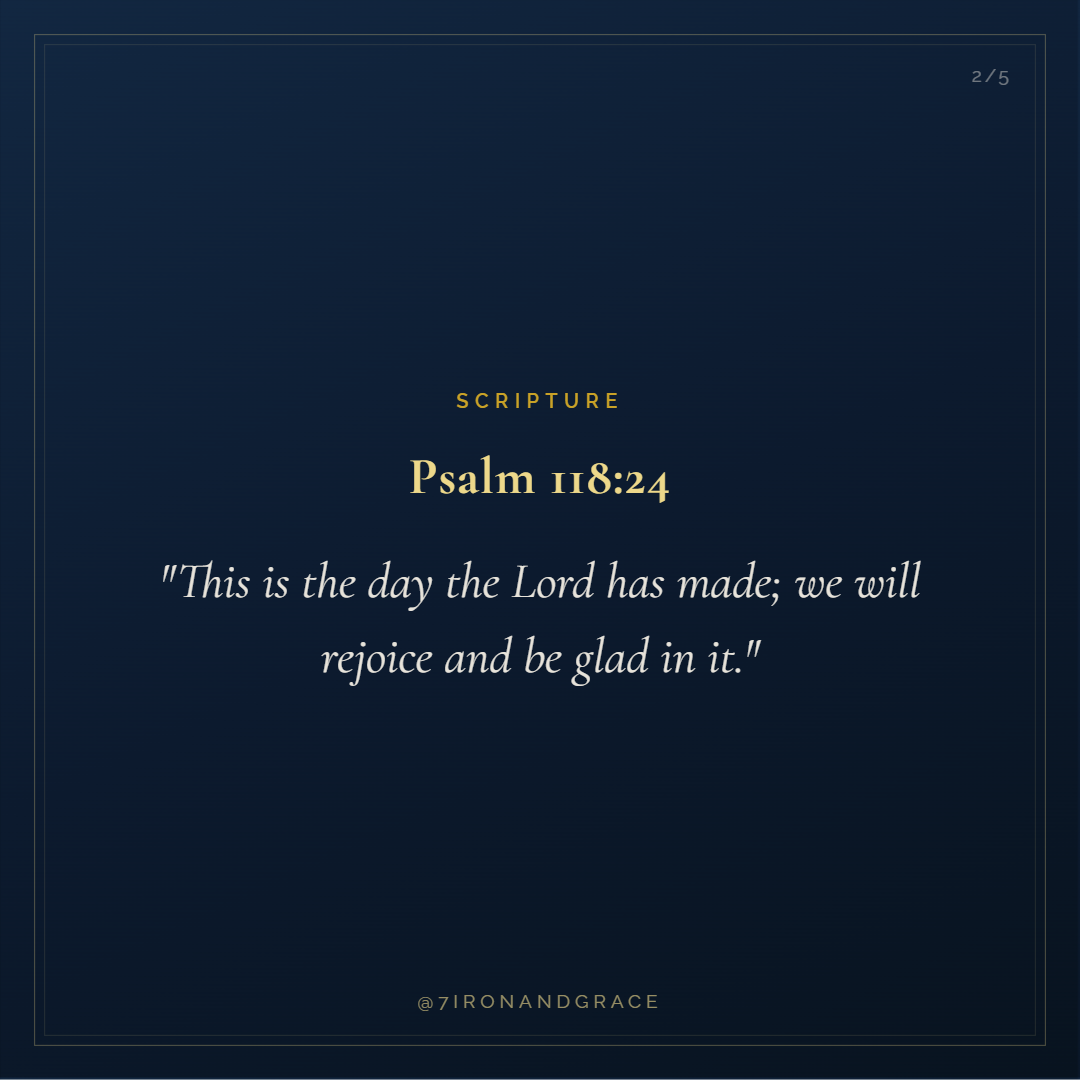 2/5
SCRIPTURE
Psalm 118:24
"This is the day the Lord has made; we will
rejoice and be glad in it."
@7IRONANDGRACE